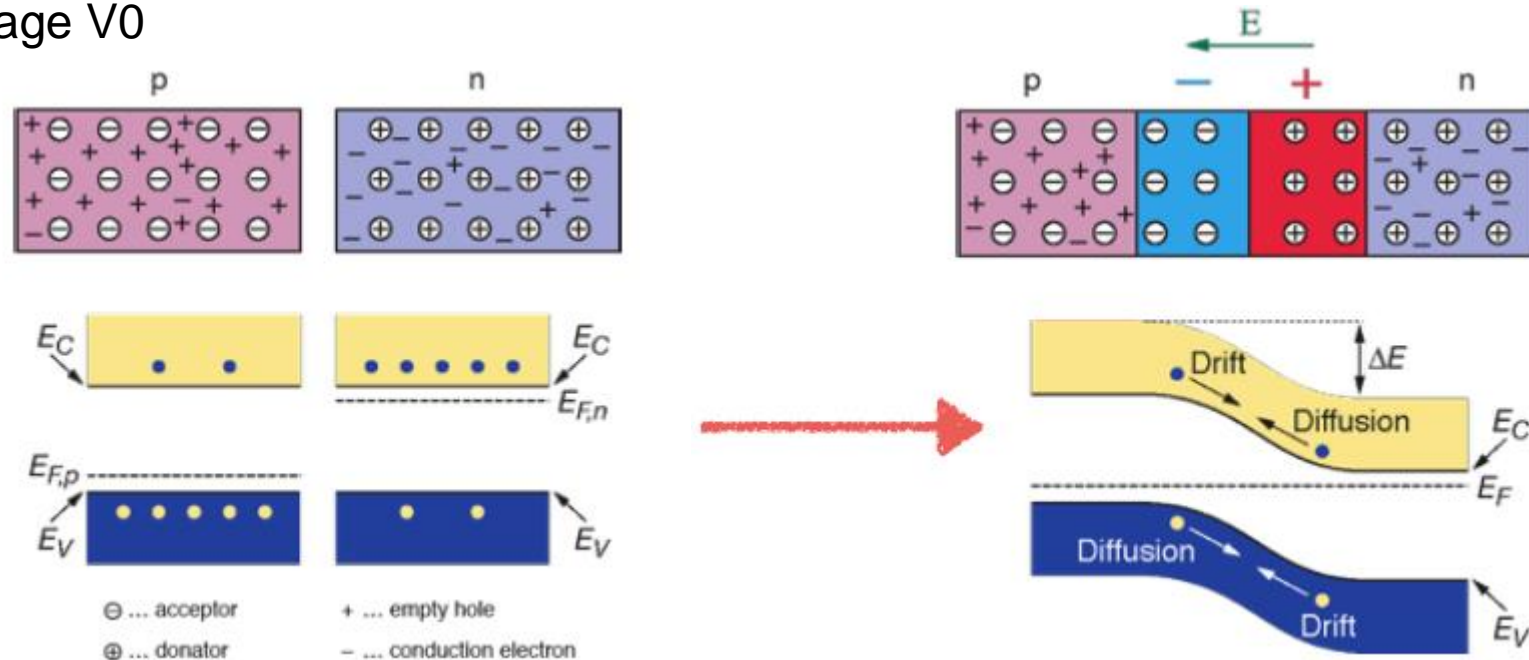 age V0
p
n
E_C
E_C
E_F,n
E_F,p
E_V
E_V
⊖ ... acceptor
+ ... empty hole
⊕ ... donator
− ... conduction electron
E
p
−
+
n
Drift
ΔE
Diffusion
E_C
E_F
Diffusion
Drift
E_V